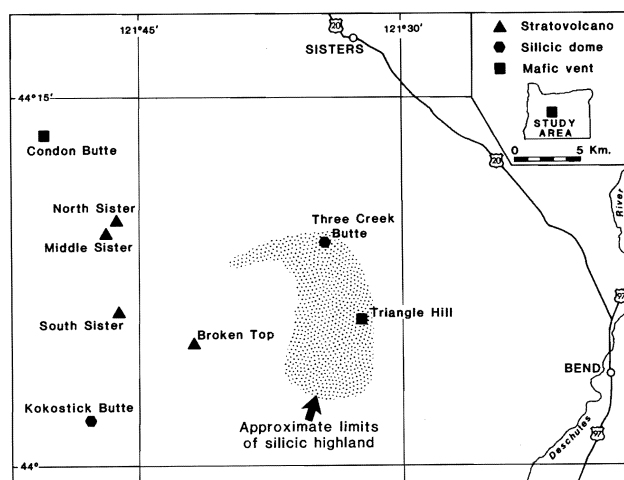 121°45'
121°30'
20
SISTERS
▲ Stratovolcano
⬣ Silicic dome
■ Mafic vent
44°15'
STUDY
AREA
0 5 Km.
20
Condon Butte
North Sister
Middle Sister
Three Creek
Butte
River
97
South Sister
Triangle Hill
Broken Top
BEND
Kokostick Butte
Approximate limits
of silicic highland
97
Deschules
44°